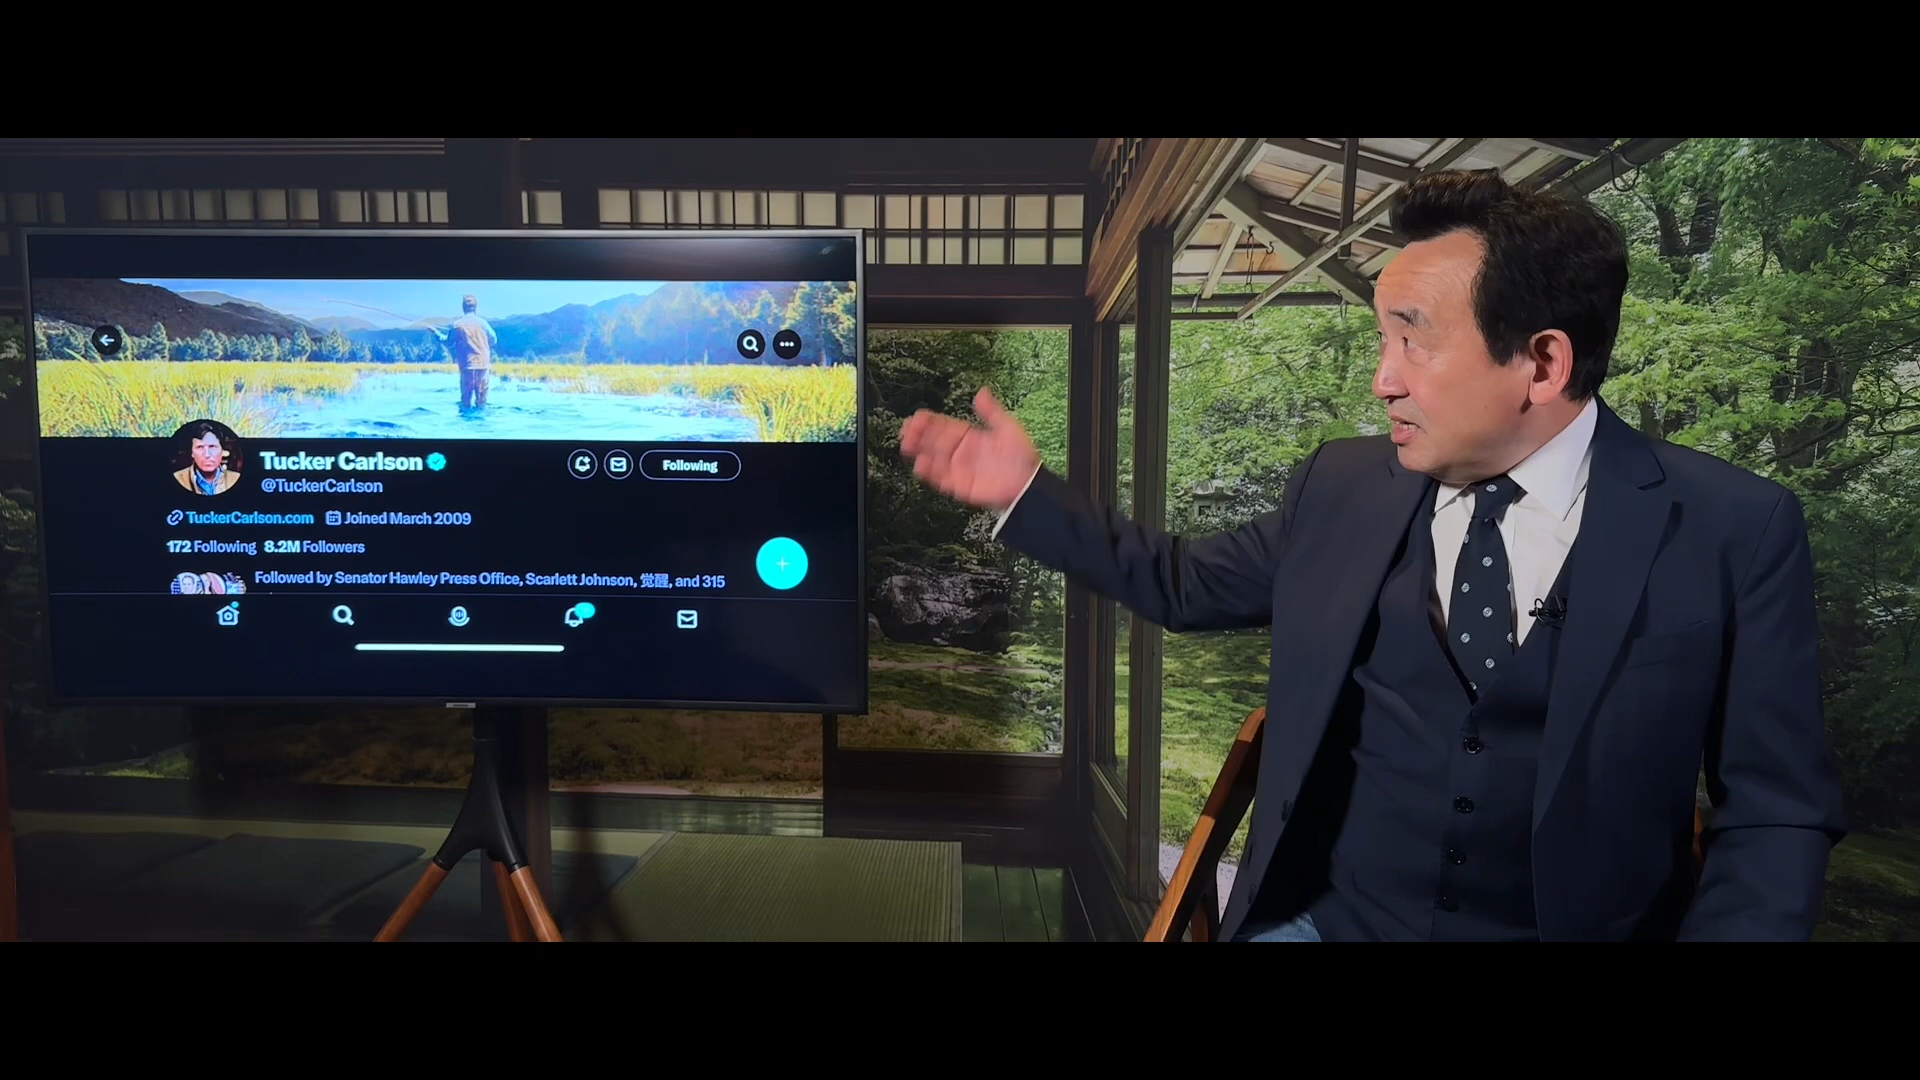 Tucker Carlson
@TuckerCarlson
Following
TuckerCarlson.com Joined March 2009
172 Following 8.2M Followers
Followed by Senator Hawley Press Office, Scarlett Johnson, 覚醒, and 315